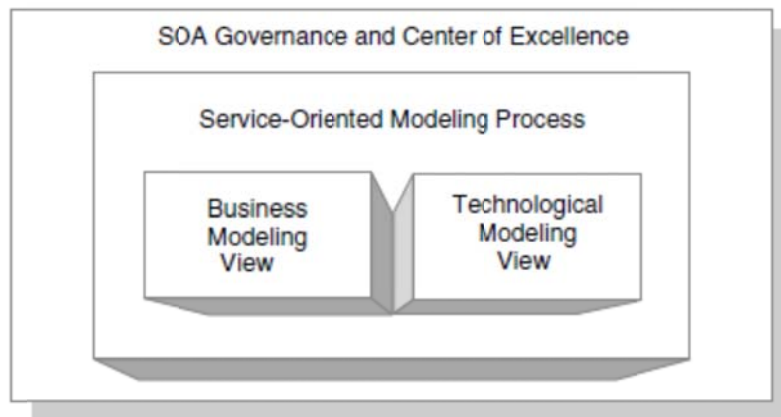 SOA Governance and Center of Excellence
Service-Oriented Modeling Process
Business
Modeling
View
Technological
Modeling
View